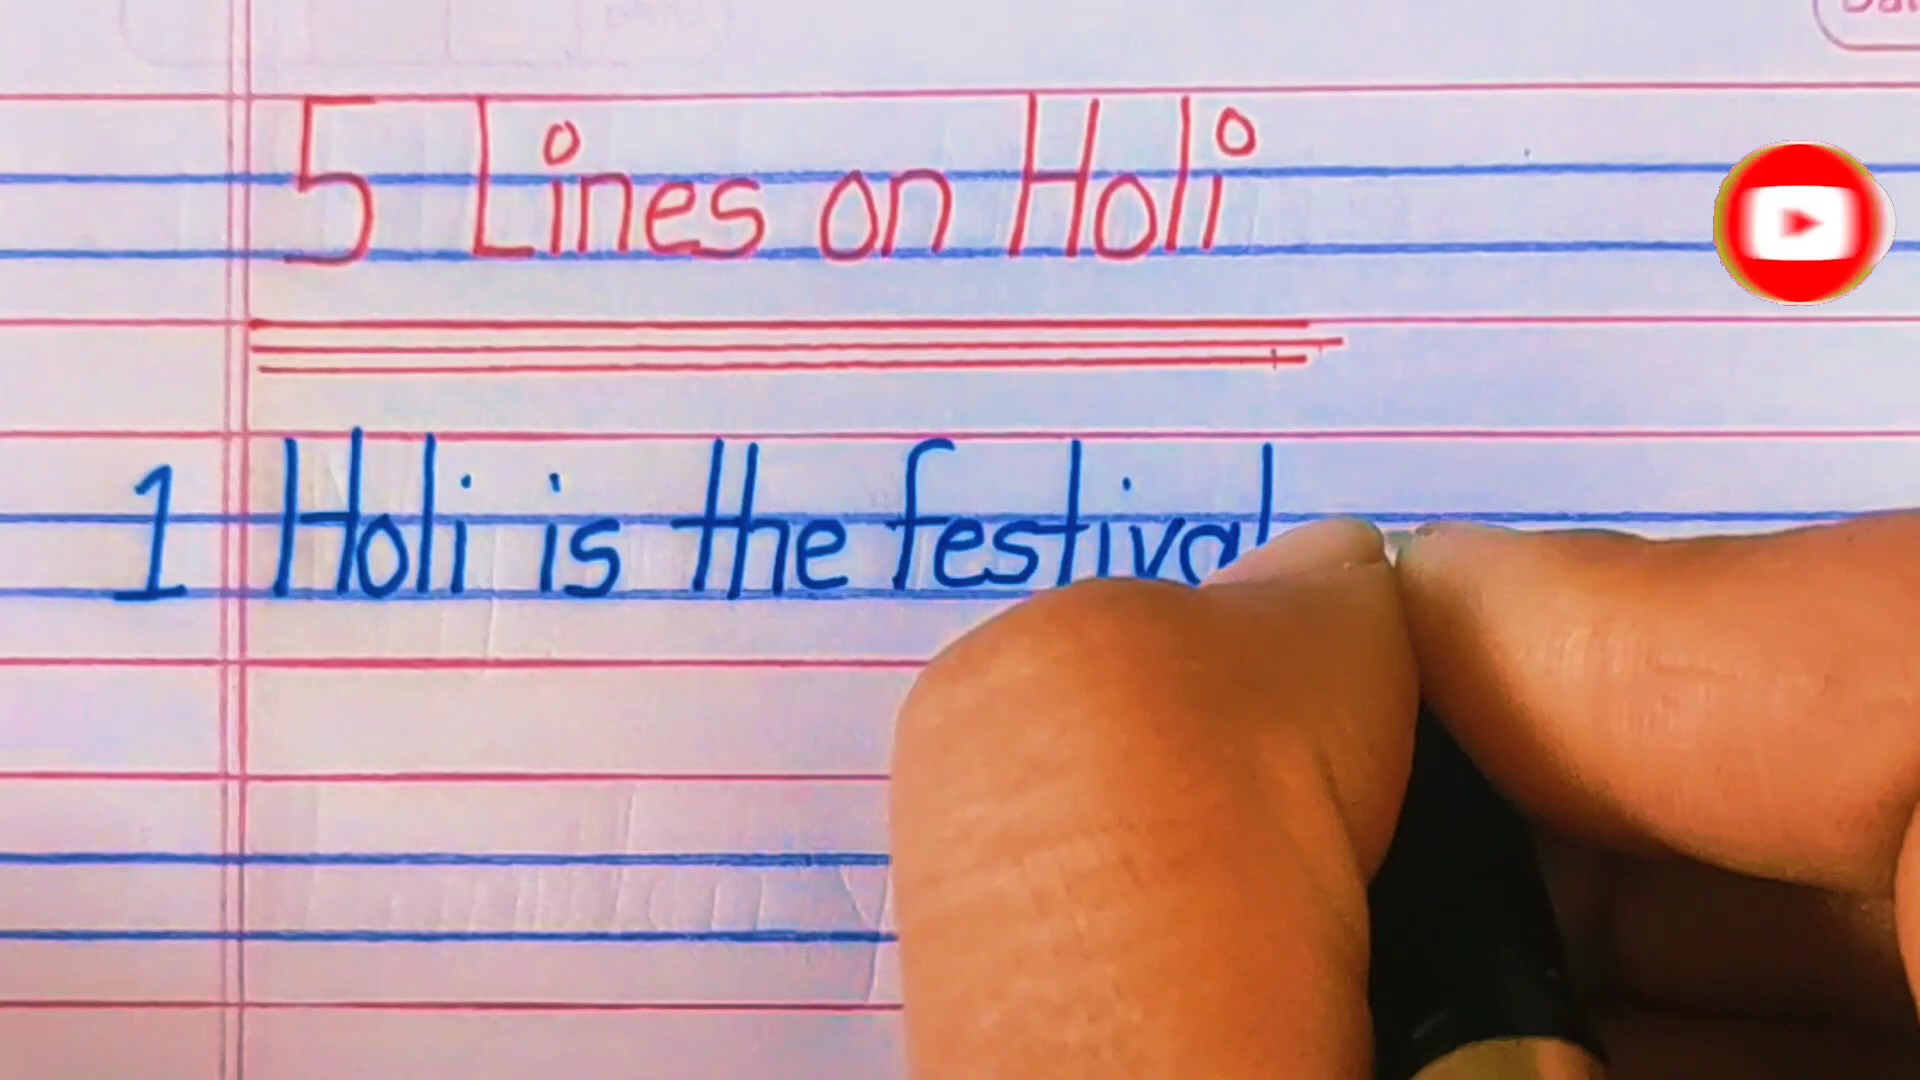 5 Lines on Holi
1 Holi is the festival